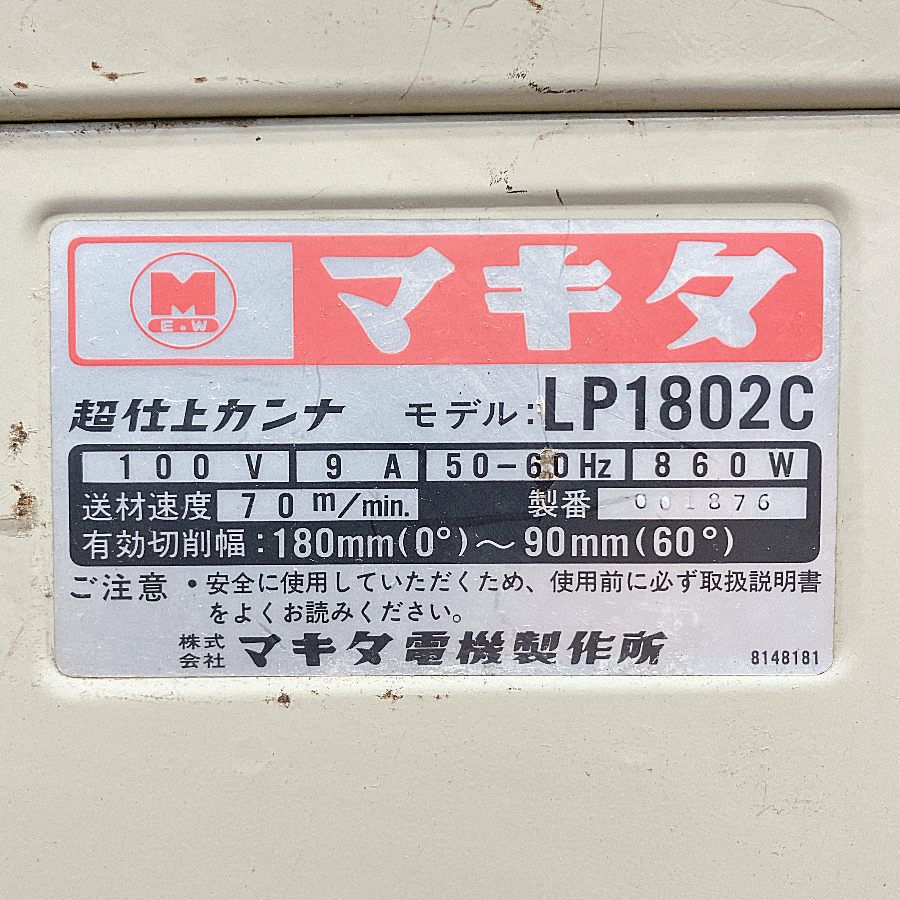 M
E.W
マキタ
超仕上カンナ モデル:LP1802C
100V 9A 50-60Hz 860W
送材速度 70m/min. 製番 001876
有効切削幅:180mm(0°)～90mm(60°)
ご注意 ・安全に使用していただくため、使用前に必ず取扱説明書
をよくお読みください。
株式会社 マキタ電機製作所 8148181